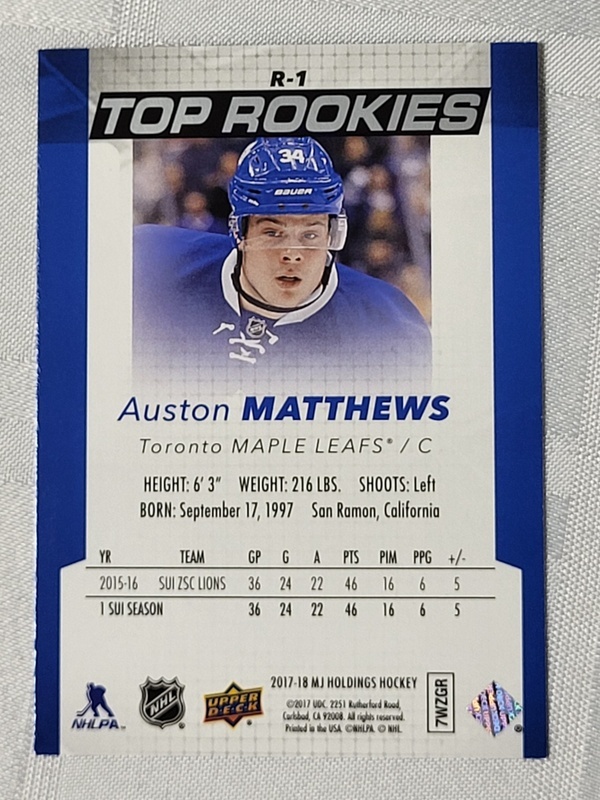 R-1
TOP ROOKIES
34
BAUER
NHL
Auston MATTHEWS
Toronto MAPLE LEAFS® / C
HEIGHT: 6' 3" WEIGHT: 216 LBS. SHOOTS: Left
BORN: September 17, 1997 San Ramon, California
YR TEAM GP G A PTS PIM PPG +/-
2015-16 SUI ZSC LIONS 36 24 22 46 16 6 5
1 SUI SEASON 36 24 22 46 16 6 5
2017-18 MJ HOLDINGS HOCKEY
©2017 UDC. 2251 Rutherford Road,
Carlsbad, CA 92008. All rights reserved.
Printed in the USA. ©NHLPA. © NHL.
NHLPA
NHL
UPPER
DECK
7WZGR